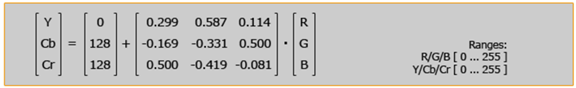 Y 0 0.299 0.587 0.114 R
Cb = 128 + -0.169 -0.331 0.500 · G
Cr 128 0.500 -0.419 -0.081 B
Ranges:
R/G/B [ 0 ... 255 ]
Y/Cb/Cr [ 0 ... 255 ]